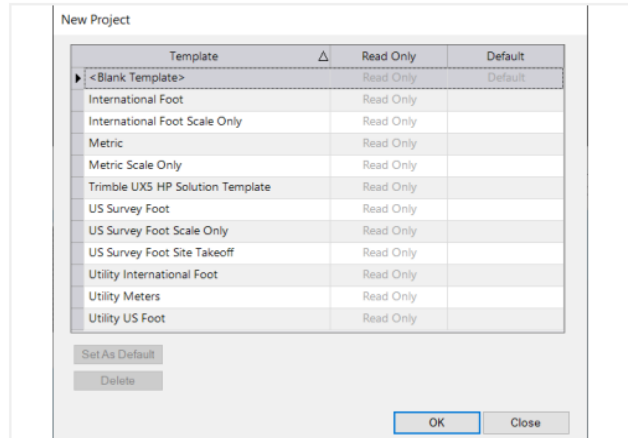 New Project
Template Read Only Default
<Blank Template> Read Only Default
International Foot Read Only
International Foot Scale Only Read Only
Metric Read Only
Metric Scale Only Read Only
Trimble UX5 HP Solution Template Read Only
US Survey Foot Read Only
US Survey Foot Scale Only Read Only
US Survey Foot Site Takeoff Read Only
Utility International Foot Read Only
Utility Meters Read Only
Utility US Foot Read Only
Set As Default
Delete
OK Close